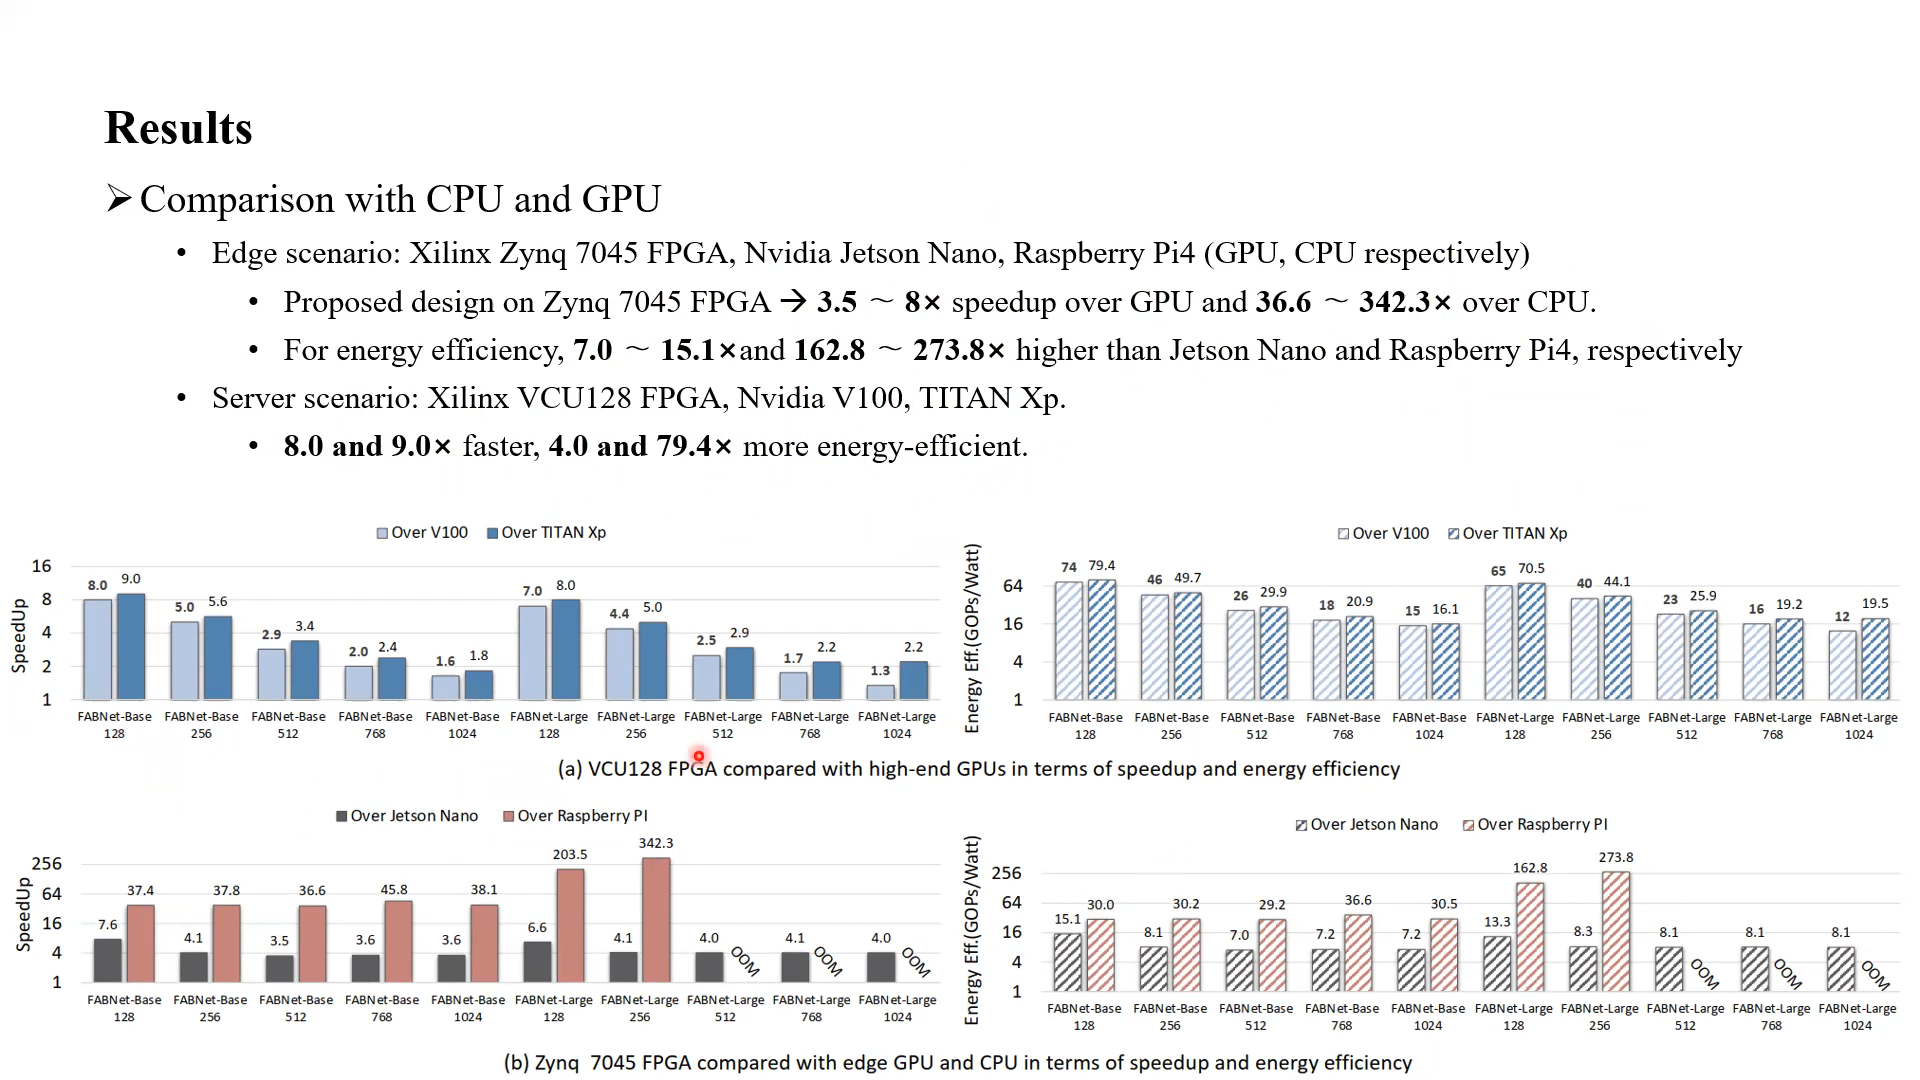 Results
➢ Comparison with CPU and GPU
• Edge scenario: Xilinx Zynq 7045 FPGA, Nvidia Jetson Nano, Raspberry Pi4 (GPU, CPU respectively)
• Proposed design on Zynq 7045 FPGA → 3.5 ～ 8× speedup over GPU and 36.6 ～ 342.3× over CPU.
• For energy efficiency, 7.0 ～ 15.1×and 162.8 ～ 273.8× higher than Jetson Nano and Raspberry Pi4, respectively
• Server scenario: Xilinx VCU128 FPGA, Nvidia V100, TITAN Xp.
• 8.0 and 9.0× faster, 4.0 and 79.4× more energy-efficient.
Over V100 Over TITAN Xp
SpeedUp
16
8
4
2
1
8.0 9.0 5.0 5.6 2.9 3.4 2.0 2.4 1.6 1.8 7.0 8.0 4.4 5.0 2.5 2.9 1.7 2.2 1.3 2.2
FABNet-Base FABNet-Base FABNet-Base FABNet-Base FABNet-Base FABNet-Large FABNet-Large FABNet-Large FABNet-Large FABNet-Large
128 256 512 768 1024 128 256 512 768 1024
Over V100 Over TITAN Xp
Energy Eff.(GOPs/Watt)
64
16
4
1
74 79.4 46 49.7 26 29.9 18 20.9 15 16.1 65 70.5 40 44.1 23 25.9 16 19.2 12 19.5
FABNet-Base FABNet-Base FABNet-Base FABNet-Base FABNet-Base FABNet-Large FABNet-Large FABNet-Large FABNet-Large FABNet-Large
128 256 512 768 1024 128 256 512 768 1024
(a) VCU128 FPGA compared with high-end GPUs in terms of speedup and energy efficiency
Over Jetson Nano Over Raspberry PI
SpeedUp
256
64
16
4
1
7.6 37.4 4.1 37.8 3.5 36.6 3.6 45.8 3.6 38.1 6.6 203.5 4.1 342.3 4.0 OOM 4.1 OOM 4.0 OOM
FABNet-Base FABNet-Base FABNet-Base FABNet-Base FABNet-Base FABNet-Large FABNet-Large FABNet-Large FABNet-Large FABNet-Large
128 256 512 768 1024 128 256 512 768 1024
Over Jetson Nano Over Raspberry PI
Energy Eff.(GOPs/Watt)
256
64
16
4
1
15.1 30.0 8.1 30.2 7.0 29.2 7.2 36.6 7.2 30.5 13.3 162.8 8.3 273.8 8.1 OOM 8.1 OOM 8.1 OOM
FABNet-Base FABNet-Base FABNet-Base FABNet-Base FABNet-Base FABNet-Large FABNet-Large FABNet-Large FABNet-Large FABNet-Large
128 256 512 768 1024 128 256 512 768 1024
(b) Zynq 7045 FPGA compared with edge GPU and CPU in terms of speedup and energy efficiency